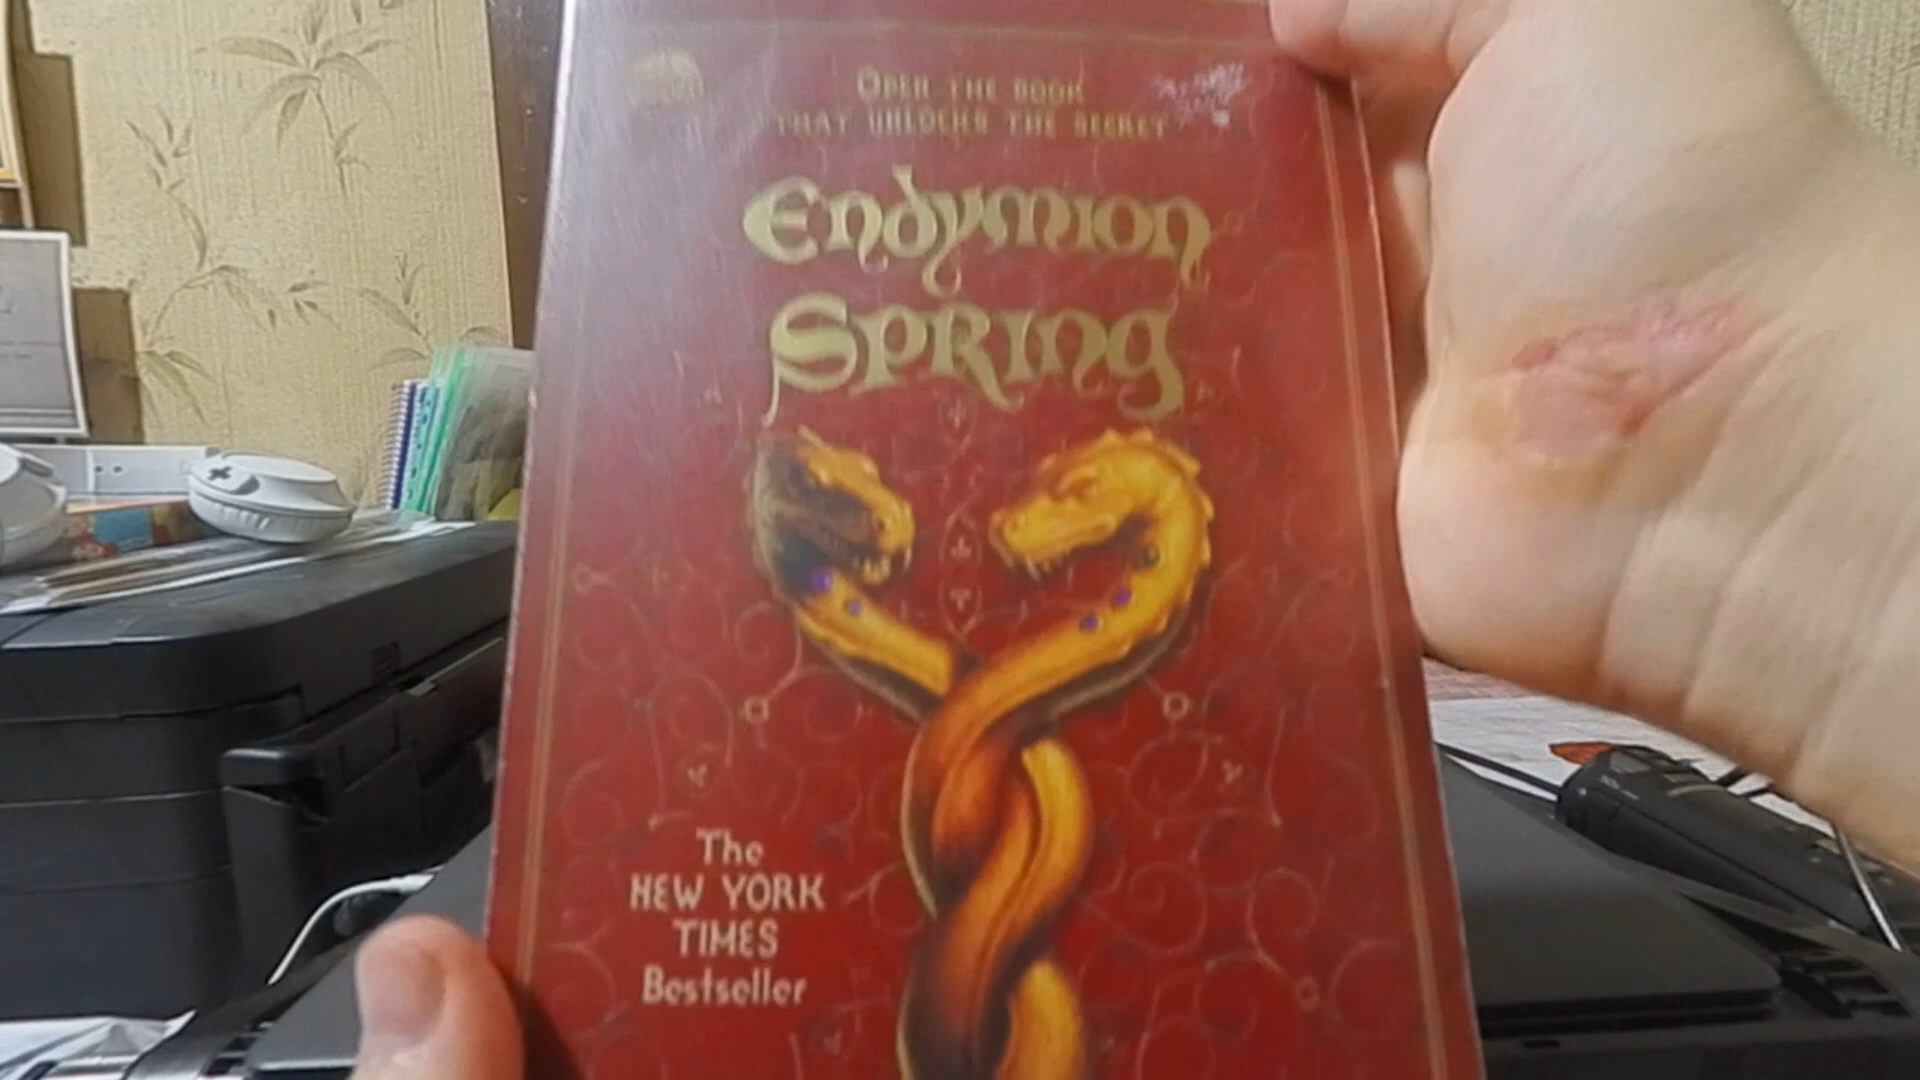 OPEN THE BOOK
THAT UNLOCKS THE SECRET
Endymion
Spring
The
NEW YORK
TIMES
Bestseller